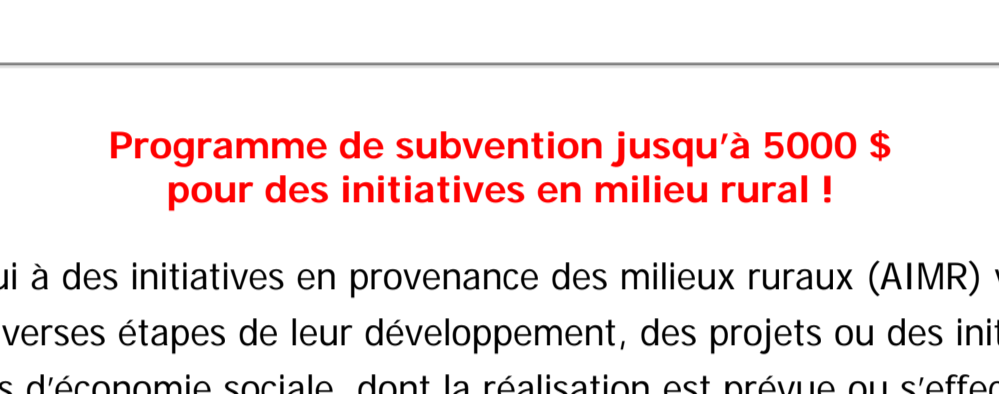 Programme de subvention jusqu’à 5000 $
pour des initiatives en milieu rural !
à des initiatives en provenance des milieux ruraux (AIMR)
étapes de leur développement, des projets ou des
d’économie sociale, dont la réalisation est prévue ou